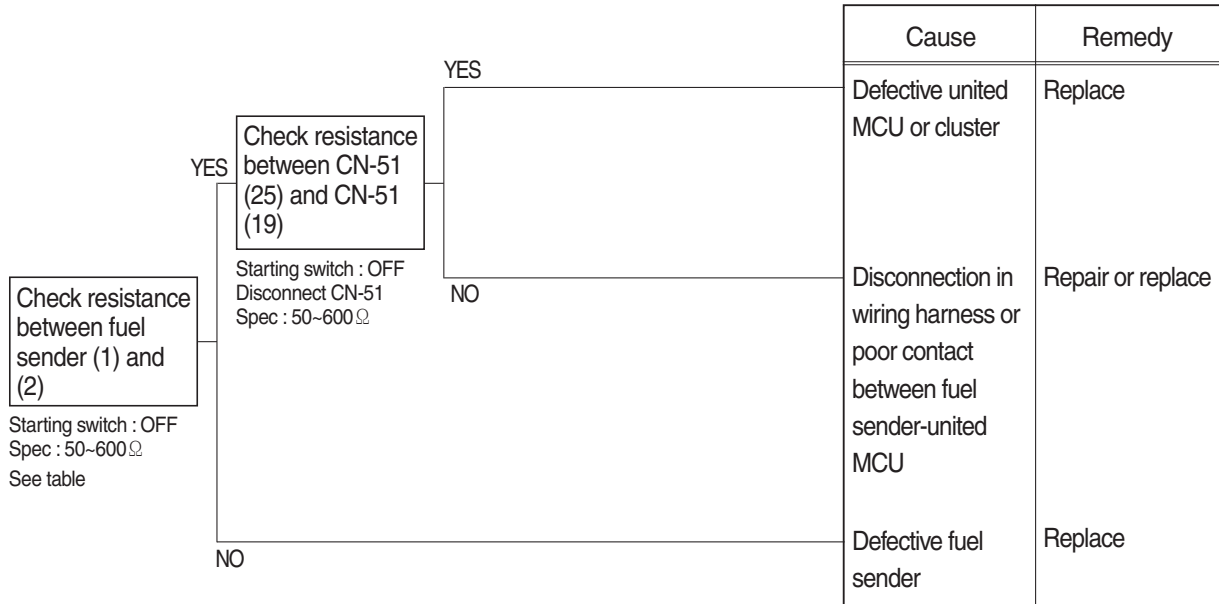 Cause
Remedy
YES
Defective united
MCU or cluster
Replace
Check resistance
between CN-51
(25) and CN-51
(19)
YES
Starting switch : OFF
Disconnect CN-51
Spec : 50~600Ω
NO
Disconnection in
wiring harness or
poor contact
between fuel
sender-united
MCU
Repair or replace
Check resistance
between fuel
sender (1) and
(2)
Starting switch : OFF
Spec : 50~600Ω
See table
NO
Defective fuel
sender
Replace